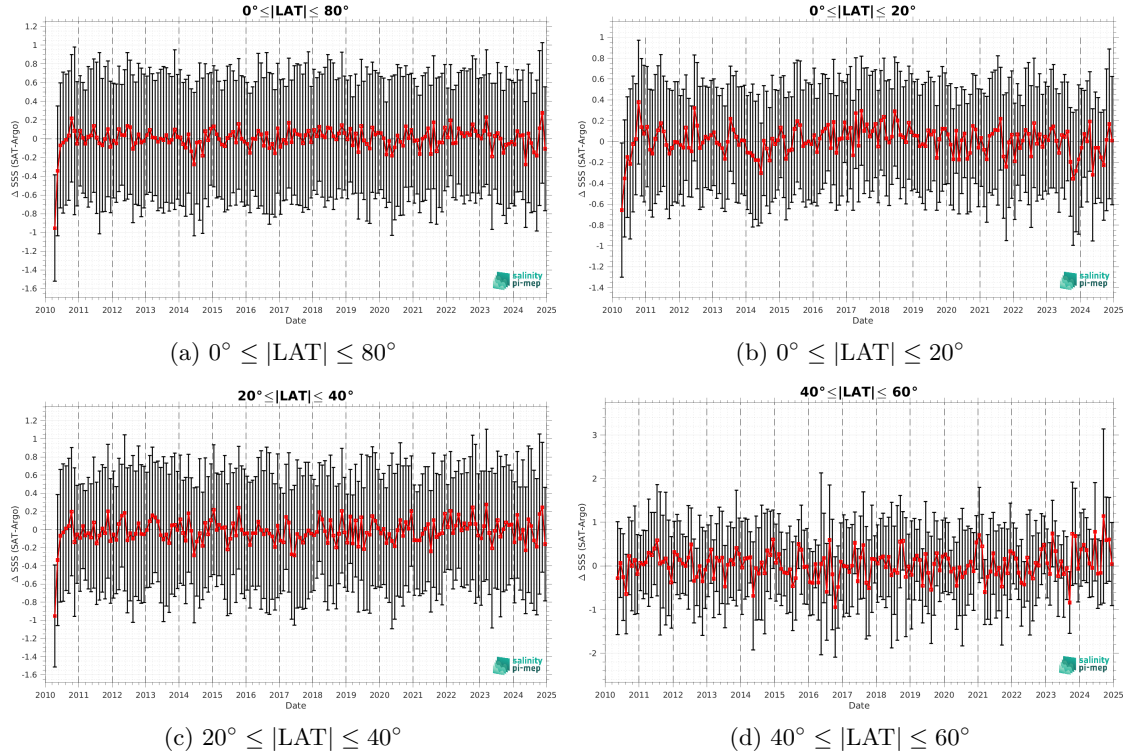 0°≤|LAT|≤ 80°
Δ SSS (SAT-Argo)
1.2
1
0.8
0.6
0.4
0.2
0
-0.2
-0.4
-0.6
-0.8
-1
-1.2
-1.4
-1.6
2010 2011 2012 2013 2014 2015 2016 2017 2018 2019 2020 2021 2022 2023 2024 2025
Date
salinity
pi-mep
(a) 0° ≤ |LAT| ≤ 80°
0°≤|LAT|≤ 20°
Δ SSS (SAT-Argo)
1
0.8
0.6
0.4
0.2
0
-0.2
-0.4
-0.6
-0.8
-1
-1.2
-1.4
2010 2011 2012 2013 2014 2015 2016 2017 2018 2019 2020 2021 2022 2023 2024 2025
Date
salinity
pi-mep
(b) 0° ≤ |LAT| ≤ 20°
20°≤|LAT|≤ 40°
Δ SSS (SAT-Argo)
1.2
1
0.8
0.6
0.4
0.2
0
-0.2
-0.4
-0.6
-0.8
-1
-1.2
-1.4
-1.6
2010 2011 2012 2013 2014 2015 2016 2017 2018 2019 2020 2021 2022 2023 2024 2025
Date
salinity
pi-mep
(c) 20° ≤ |LAT| ≤ 40°
40°≤|LAT|≤ 60°
Δ SSS (SAT-Argo)
3
2
1
0
-1
-2
2010 2011 2012 2013 2014 2015 2016 2017 2018 2019 2020 2021 2022 2023 2024 2025
Date
salinity
pi-mep
(d) 40° ≤ |LAT| ≤ 60°